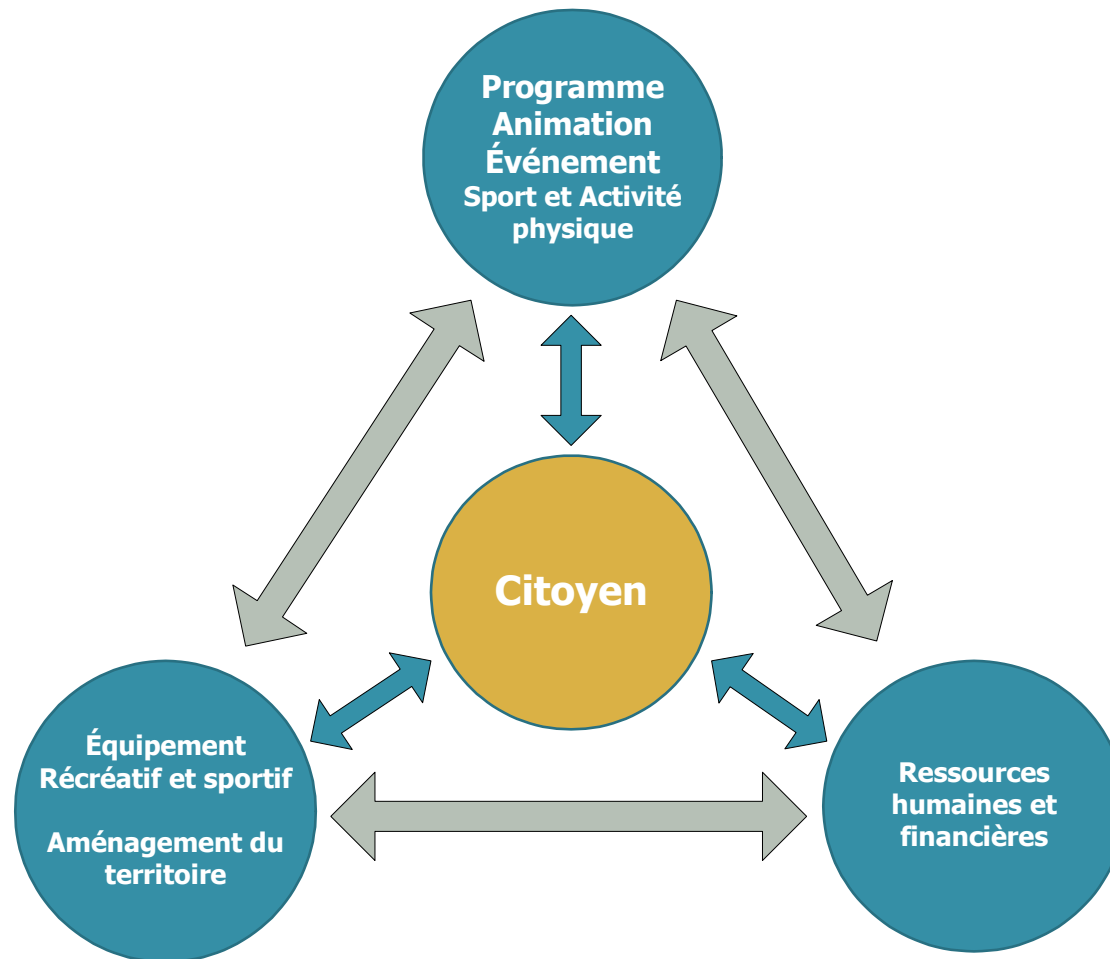 Programme
Animation
Événement
Sport et Activité
physique
Citoyen
Équipement
Récréatif et sportif
Aménagement du
territoire
Ressources
humaines et
financières